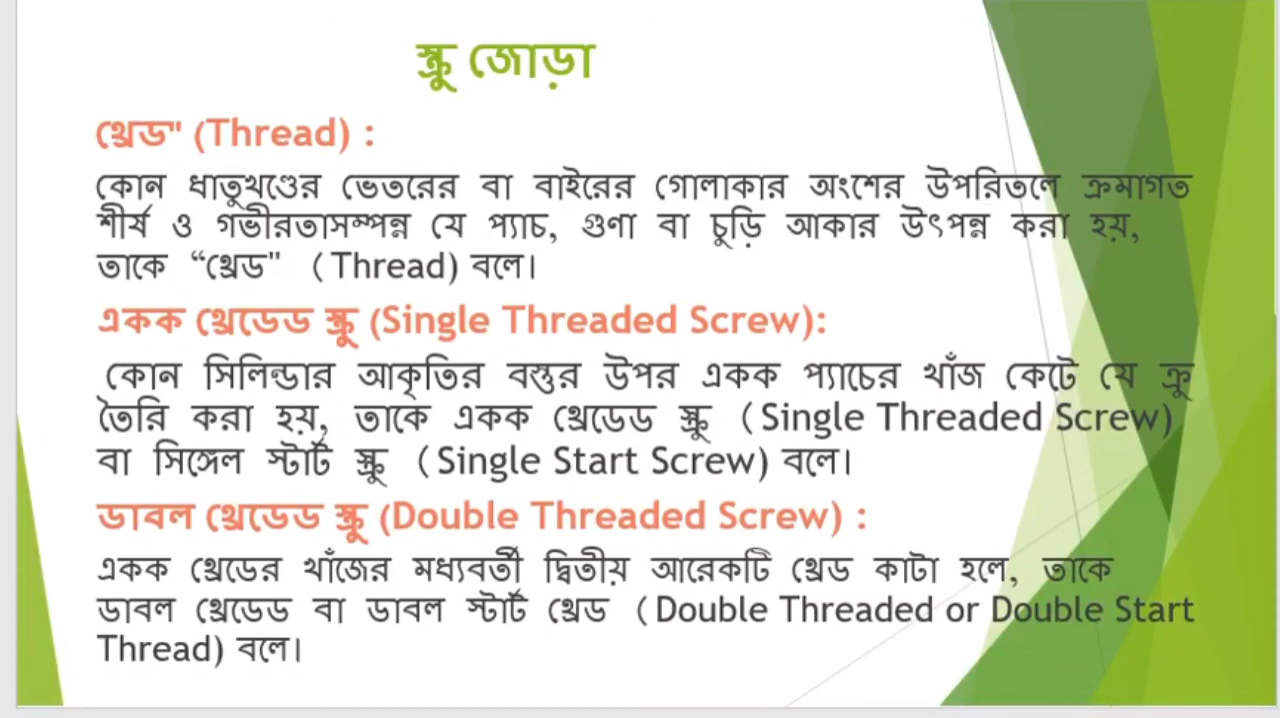 স্ক্রু জোড়া
থ্রেড" (Thread) :
কোন ধাতুখণ্ডের ভেতরের বা বাইরের গোলাকার অংশের উপরিতলে ক্রমাগত
শীর্ষ ও গভীরতাসম্পন্ন যে প্যাচ, গুণা বা চুড়ি আকার উৎপন্ন করা হয়,
তাকে “থ্রেড" (Thread) বলে।
একক থ্রেডেড স্ক্রু (Single Threaded Screw):
কোন সিলিন্ডার আকৃতির বস্তুর উপর একক প্যাচের খাঁজ কেটে যে ক্রু
তৈরি করা হয়, তাকে একক থ্রেডেড স্ক্রু (Single Threaded Screw)
বা সিঙ্গেল স্টার্ট স্ক্রু (Single Start Screw) বলে।
ডাবল থ্রেডেড স্ক্রু (Double Threaded Screw) :
একক থ্রেডের খাঁজের মধ্যবর্তী দ্বিতীয় আরেকটি থ্রেড কাটা হলে, তাকে
ডাবল থ্রেডেড বা ডাবল স্টার্ট থ্রেড (Double Threaded or Double Start
Thread) বলে।